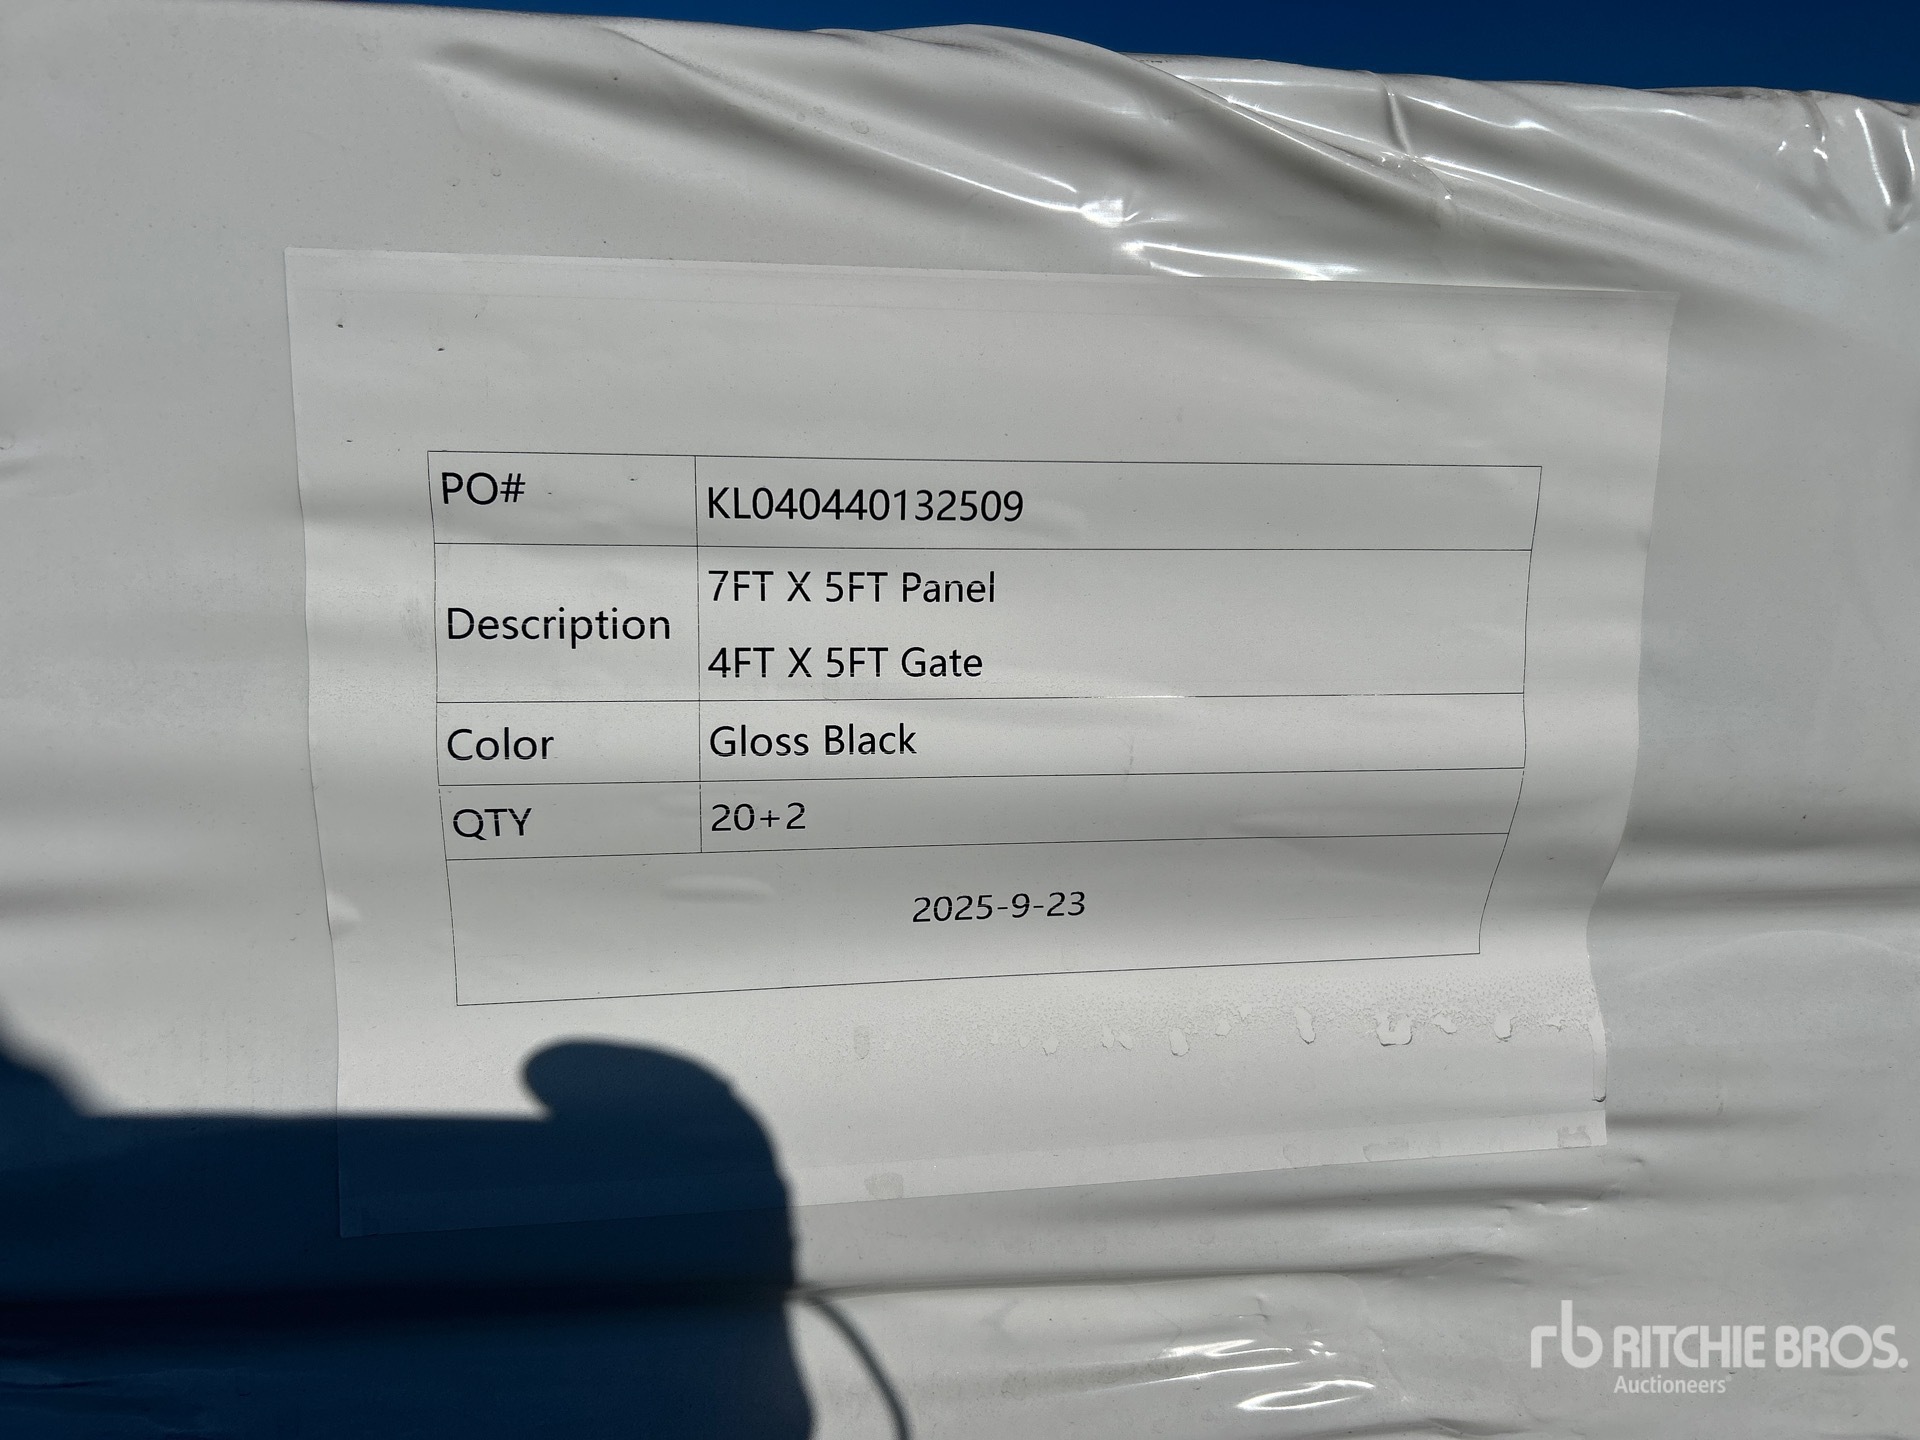 PO# KL040440132509
Description 7FT X 5FT Panel
4FT X 5FT Gate
Color Gloss Black
QTY 20+2
2025-9-23
rb RITCHIE BROS.
Auctioneers